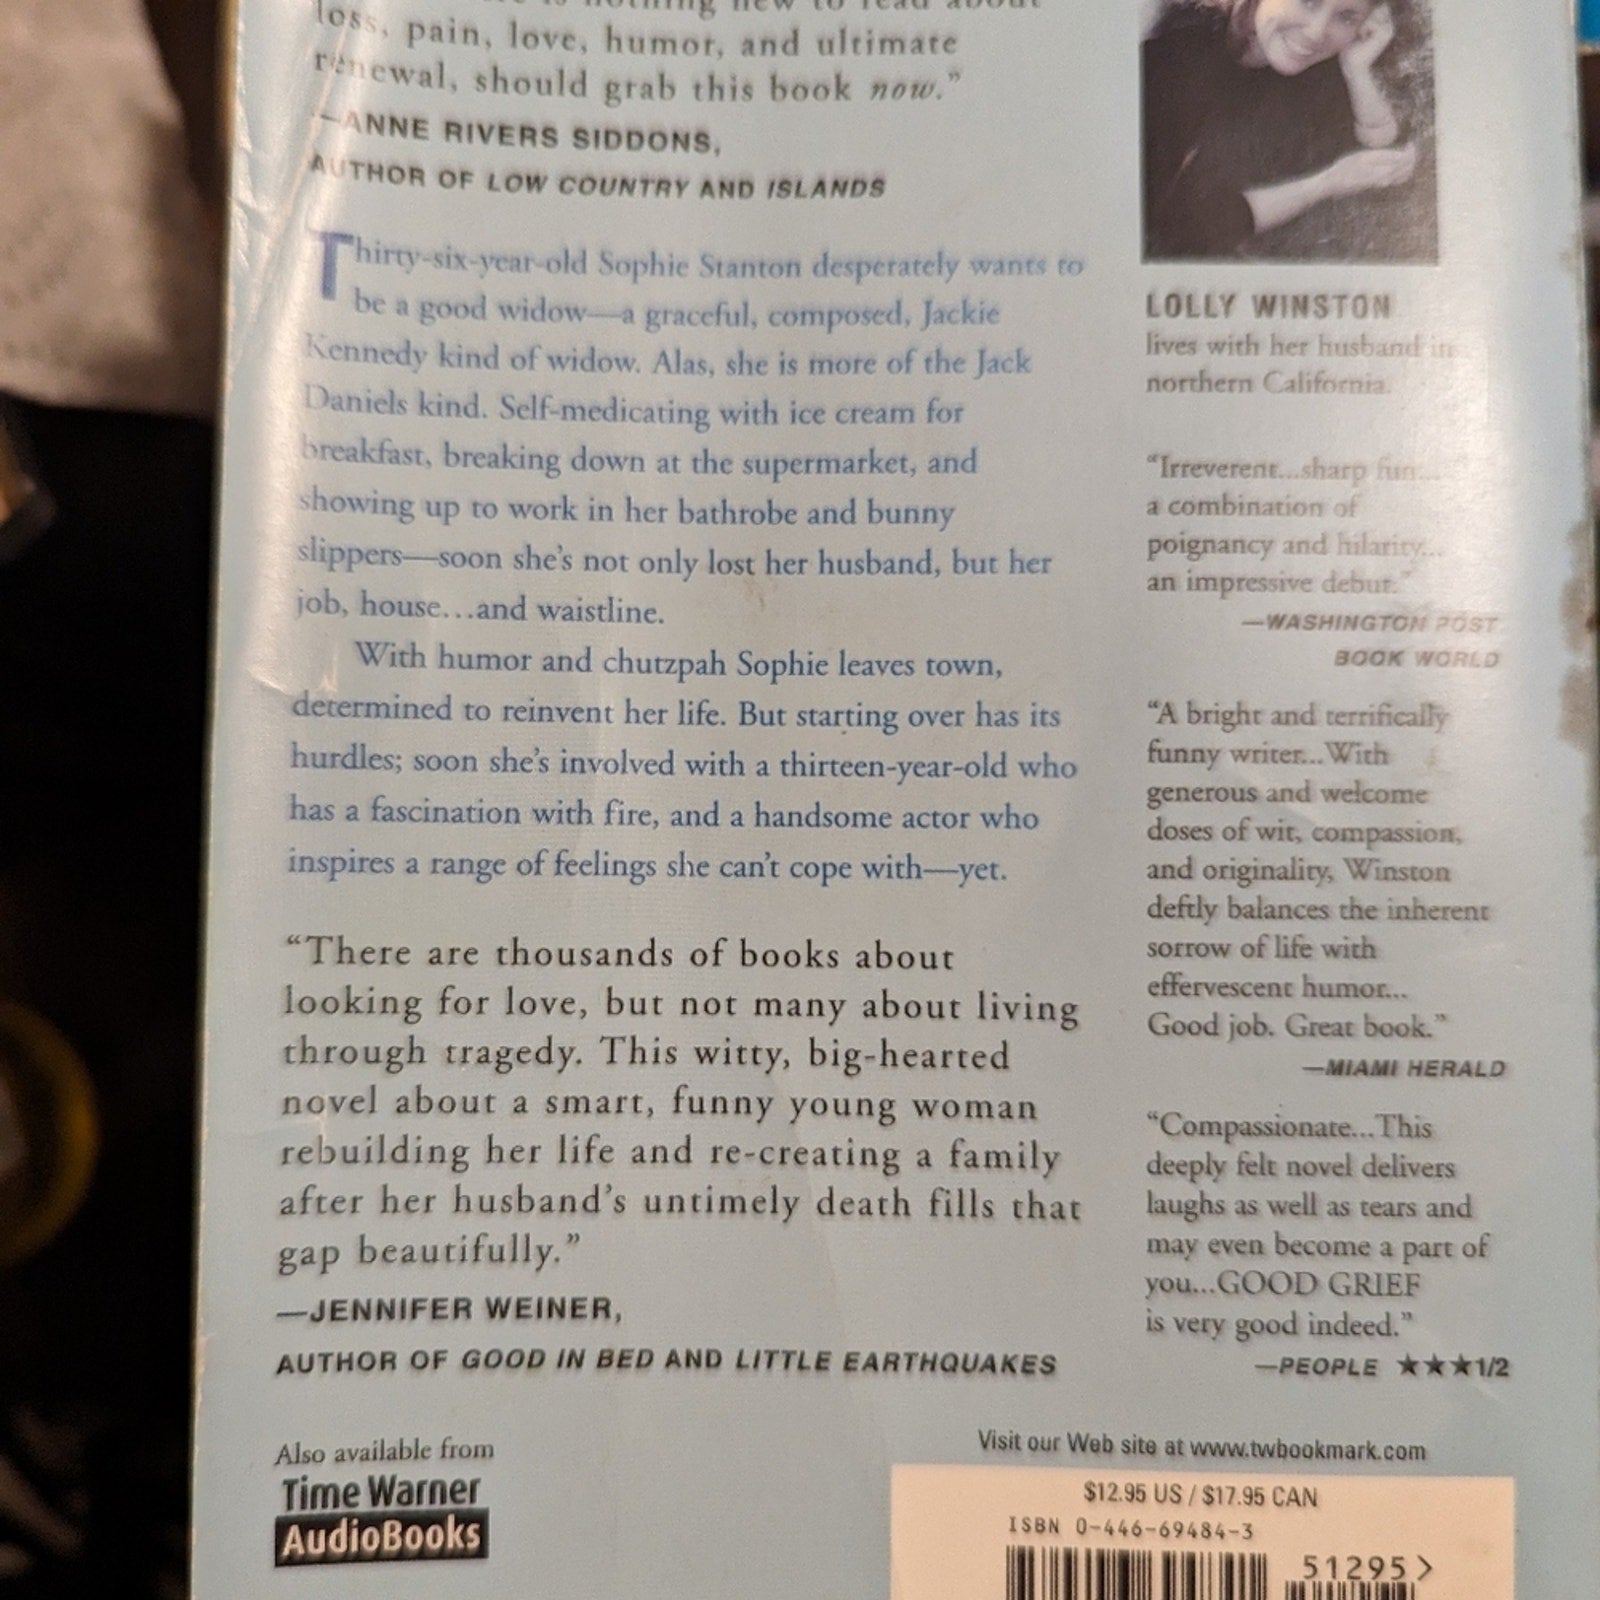 is nothing new to read about
loss, pain, love, humor, and ultimate
renewal, should grab this book now."
—ANNE RIVERS SIDDONS,
AUTHOR OF LOW COUNTRY AND ISLANDS
Thirty-six-year-old Sophie Stanton desperately wants to
be a good widow—a graceful, composed, Jackie
Kennedy kind of widow. Alas, she is more of the Jack
Daniels kind. Self-medicating with ice cream for
breakfast, breaking down at the supermarket, and
showing up to work in her bathrobe and bunny
slippers—soon she's not only lost her husband, but her
job, house...and waistline.
With humor and chutzpah Sophie leaves town,
determined to reinvent her life. But starting over has its
hurdles; soon she's involved with a thirteen-year-old who
has a fascination with fire, and a handsome actor who
inspires a range of feelings she can't cope with—yet.
"There are thousands of books about
looking for love, but not many about living
through tragedy. This witty, big-hearted
novel about a smart, funny young woman
rebuilding her life and re-creating a family
after her husband's untimely death fills that
gap beautifully."
—JENNIFER WEINER,
AUTHOR OF GOOD IN BED AND LITTLE EARTHQUAKES
Also available from
Time Warner
AudioBooks
LOLLY WINSTON
lives with her husband in
northern California.
"Irreverent...sharp fun...
a combination of
poignancy and hilarity...
an impressive debut."
—WASHINGTON POST
BOOK WORLD
"A bright and terrifically
funny writer...With
generous and welcome
doses of wit, compassion,
and originality, Winston
deftly balances the inherent
sorrow of life with
effervescent humor...
Good job. Great book."
—MIAMI HERALD
"Compassionate...This
deeply felt novel delivers
laughs as well as tears and
may even become a part of
you...GOOD GRIEF
is very good indeed."
—PEOPLE ★★★1/2
Visit our Web site at www.twbookmark.com
$12.95 US / $17.95 CAN
ISBN 0-446-69484-3
51295>